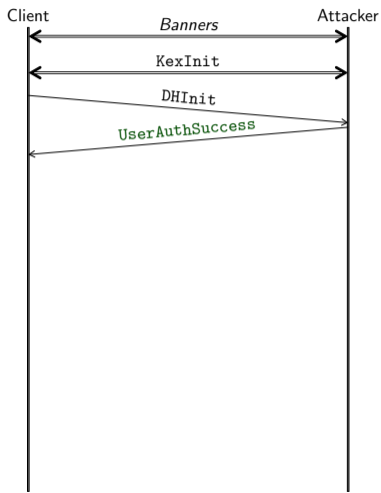 Client
Attacker
Banners
KexInit
DHInit
UserAuthSuccess